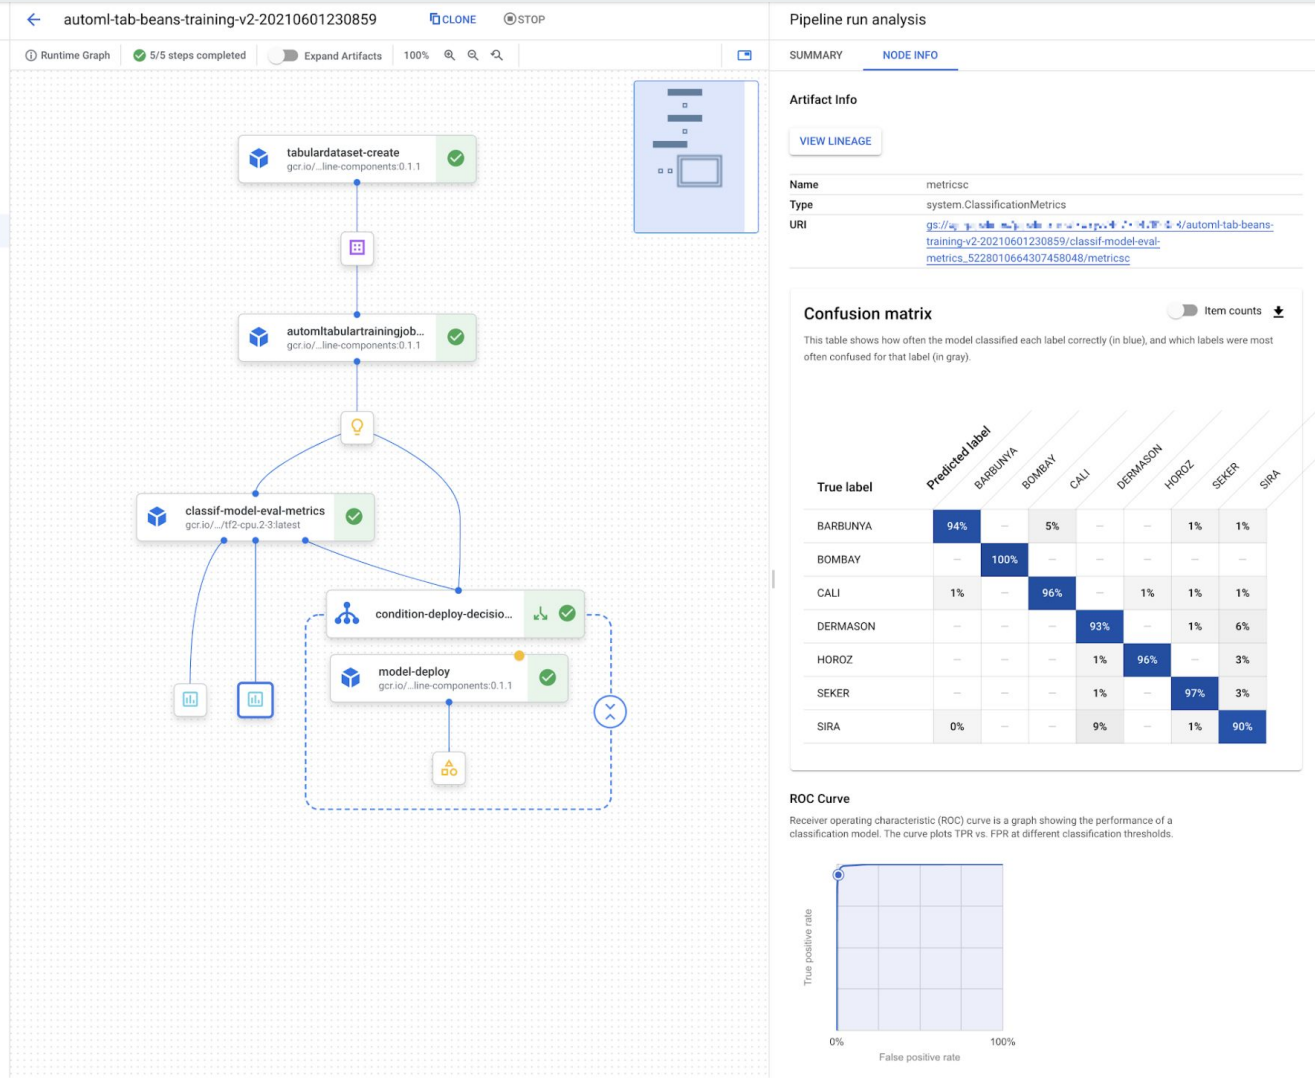 automl-tab-beans-training-v2-20210601230859
CLONE
STOP
Runtime Graph
5/5 steps completed
Expand Artifacts
100%
tabulardataset-create
gcr.io/...line-components:0.1.1
automltabulartrainingjob...
gcr.io/...line-components:0.1.1
classif-model-eval-metrics
gcr.io/.../tf2-cpu.2-3:latest
condition-deploy-decisio...
model-deploy
gcr.io/...line-components:0.1.1
Pipeline run analysis
SUMMARY
NODE INFO
Artifact Info
VIEW LINEAGE
Name metricsc
Type system.ClassificationMetrics
URI gs:// /automl-tab-beans-
training-v2-20210601230859/classif-model-eval-
metrics_5228010664307458048/metricsc
Confusion matrix
Item counts
This table shows how often the model classified each label correctly (in blue), and which labels were most
often confused for that label (in gray).
True label Predicted label BARBUNYA BOMBAY CALI DERMASON HOROZ SEKER SIRA
BARBUNYA 94% — 5% — — 1% 1%
BOMBAY — 100% — — — — —
CALI 1% — 96% — 1% 1% 1%
DERMASON — — — 93% — 1% 6%
HOROZ — — — 1% 96% — 3%
SEKER — — — 1% — 97% 3%
SIRA 0% — — 9% — 1% 90%
ROC Curve
Receiver operating characteristic (ROC) curve is a graph showing the performance of a
classification model. The curve plots TPR vs. FPR at different classification thresholds.
True positive rate
0% 100%
False positive rate